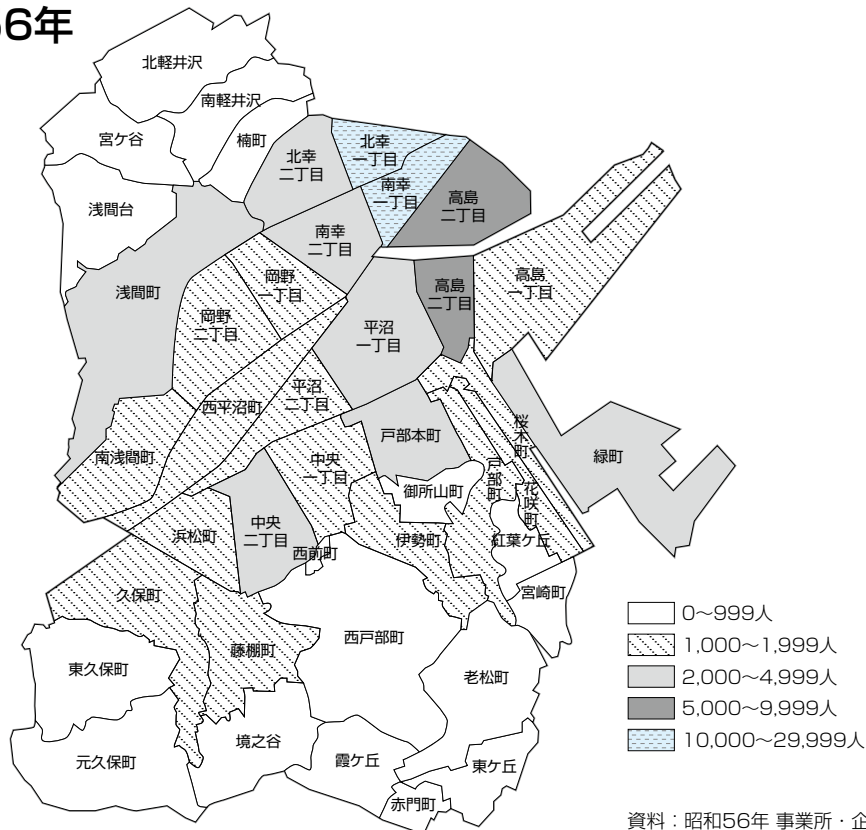 56年
北軽井沢
南軽井沢
宮ケ谷
楠町
北幸
一丁目
北幸
二丁目
南幸
一丁目
浅間台
高島
二丁目
南幸
二丁目
岡野
一丁目
高島
一丁目
浅間町
高島
二丁目
岡野
二丁目
平沼
一丁目
平沼
二丁目
西平沼町
桜木町
戸部本町
南浅間町
中央
一丁目
戸部町
緑町
御所山町
花咲町
浜松町
中央
二丁目
伊勢町
紅葉ケ丘
西前町
宮崎町
久保町
藤棚町
西戸部町
東久保町
老松町
境之谷
元久保町
霞ケ丘
東ケ丘
赤門町
0〜999人
1,000〜1,999人
2,000〜4,999人
5,000〜9,999人
10,000〜29,999人
資料：昭和56年 事業所・企